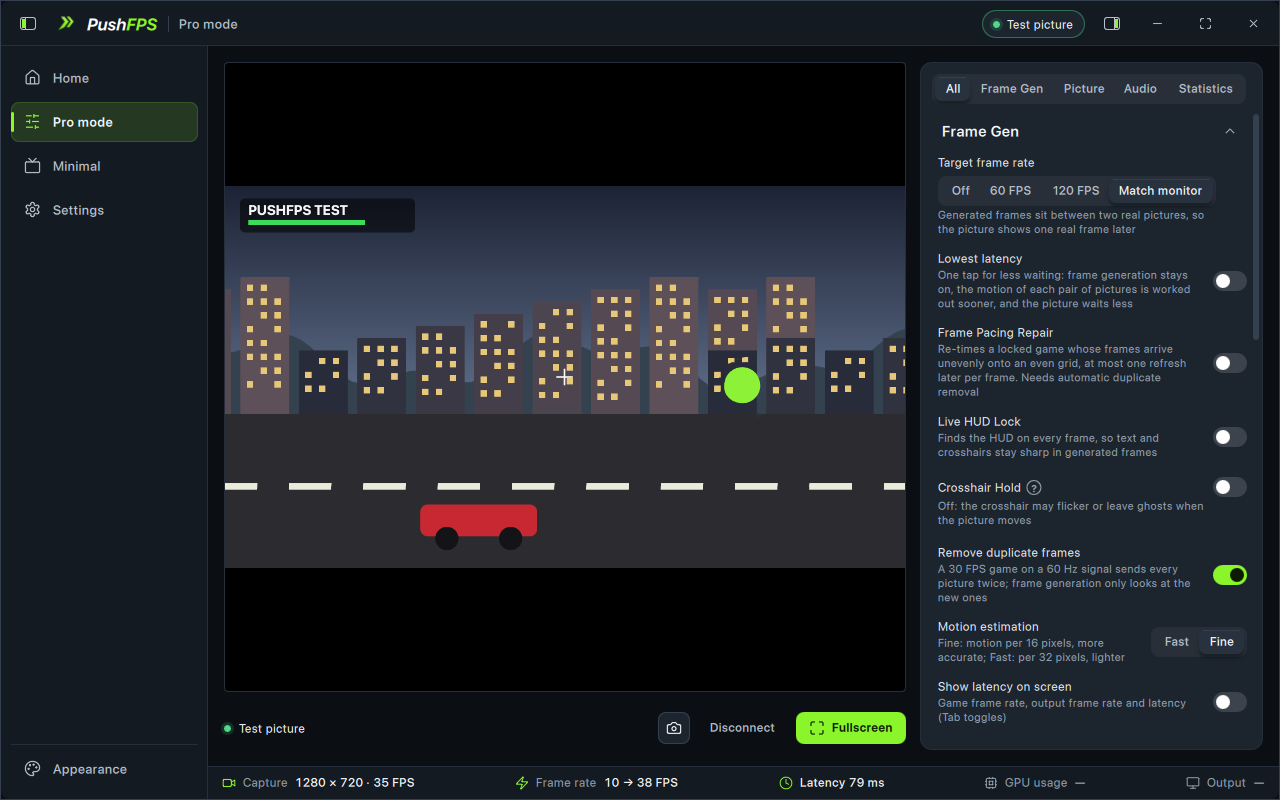 PushFPS
Pro mode
Test picture
Home
Pro mode
Minimal
Settings
Appearance
PUSHFPS TEST
Test picture
Disconnect
Fullscreen
All
Frame Gen
Picture
Audio
Statistics
Frame Gen
Target frame rate
Off
60 FPS
120 FPS
Match monitor
Generated frames sit between two real pictures, so
the picture shows one real frame later
Lowest latency
One tap for less waiting: frame generation stays
on, the motion of each pair of pictures is worked
out sooner, and the picture waits less
Frame Pacing Repair
Re-times a locked game whose frames arrive
unevenly onto an even grid, at most one refresh
later per frame. Needs automatic duplicate
removal
Live HUD Lock
Finds the HUD on every frame, so text and
crosshairs stay sharp in generated frames
Crosshair Hold ?
Off: the crosshair may flicker or leave ghosts when
the picture moves
Remove duplicate frames
A 30 FPS game on a 60 Hz signal sends every
picture twice; frame generation only looks at the
new ones
Motion estimation
Fine: motion per 16 pixels, more
accurate; Fast: per 32 pixels, lighter
Fast
Fine
Show latency on screen
Game frame rate, output frame rate and latency
(Tab toggles)
Capture 1280 × 720 · 35 FPS
Frame rate 10 → 38 FPS
Latency 79 ms
GPU usage —
Output —